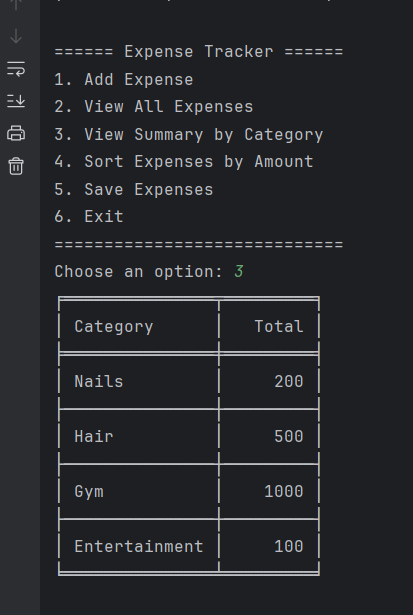 ====== Expense Tracker ======
1. Add Expense
2. View All Expenses
3. View Summary by Category
4. Sort Expenses by Amount
5. Save Expenses
6. Exit
=============================
Choose an option: 3
Category Total
Nails 200
Hair 500
Gym 1000
Entertainment 100